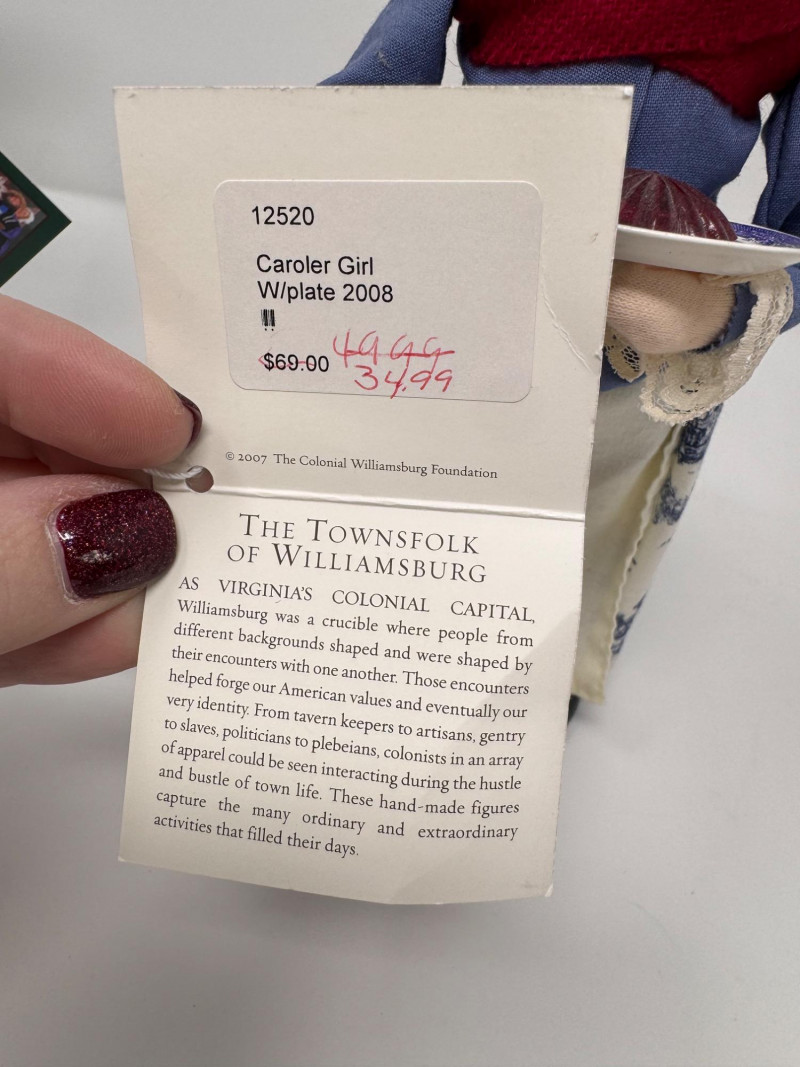 12520
Caroler Girl
W/plate 2008
$69.00 49.99
34.99
© 2007 The Colonial Williamsburg Foundation
THE TOWNSFOLK
OF WILLIAMSBURG
AS VIRGINIA'S COLONIAL CAPITAL,
Williamsburg was a crucible where people from
different backgrounds shaped and were shaped by
their encounters with one another. Those encounters
helped forge our American values and eventually our
very identity. From tavern keepers to artisans, gentry
to slaves, politicians to plebeians, colonists in an array
of apparel could be seen interacting during the hustle
and bustle of town life. These hand-made figures
capture the many ordinary and extraordinary
activities that filled their days.